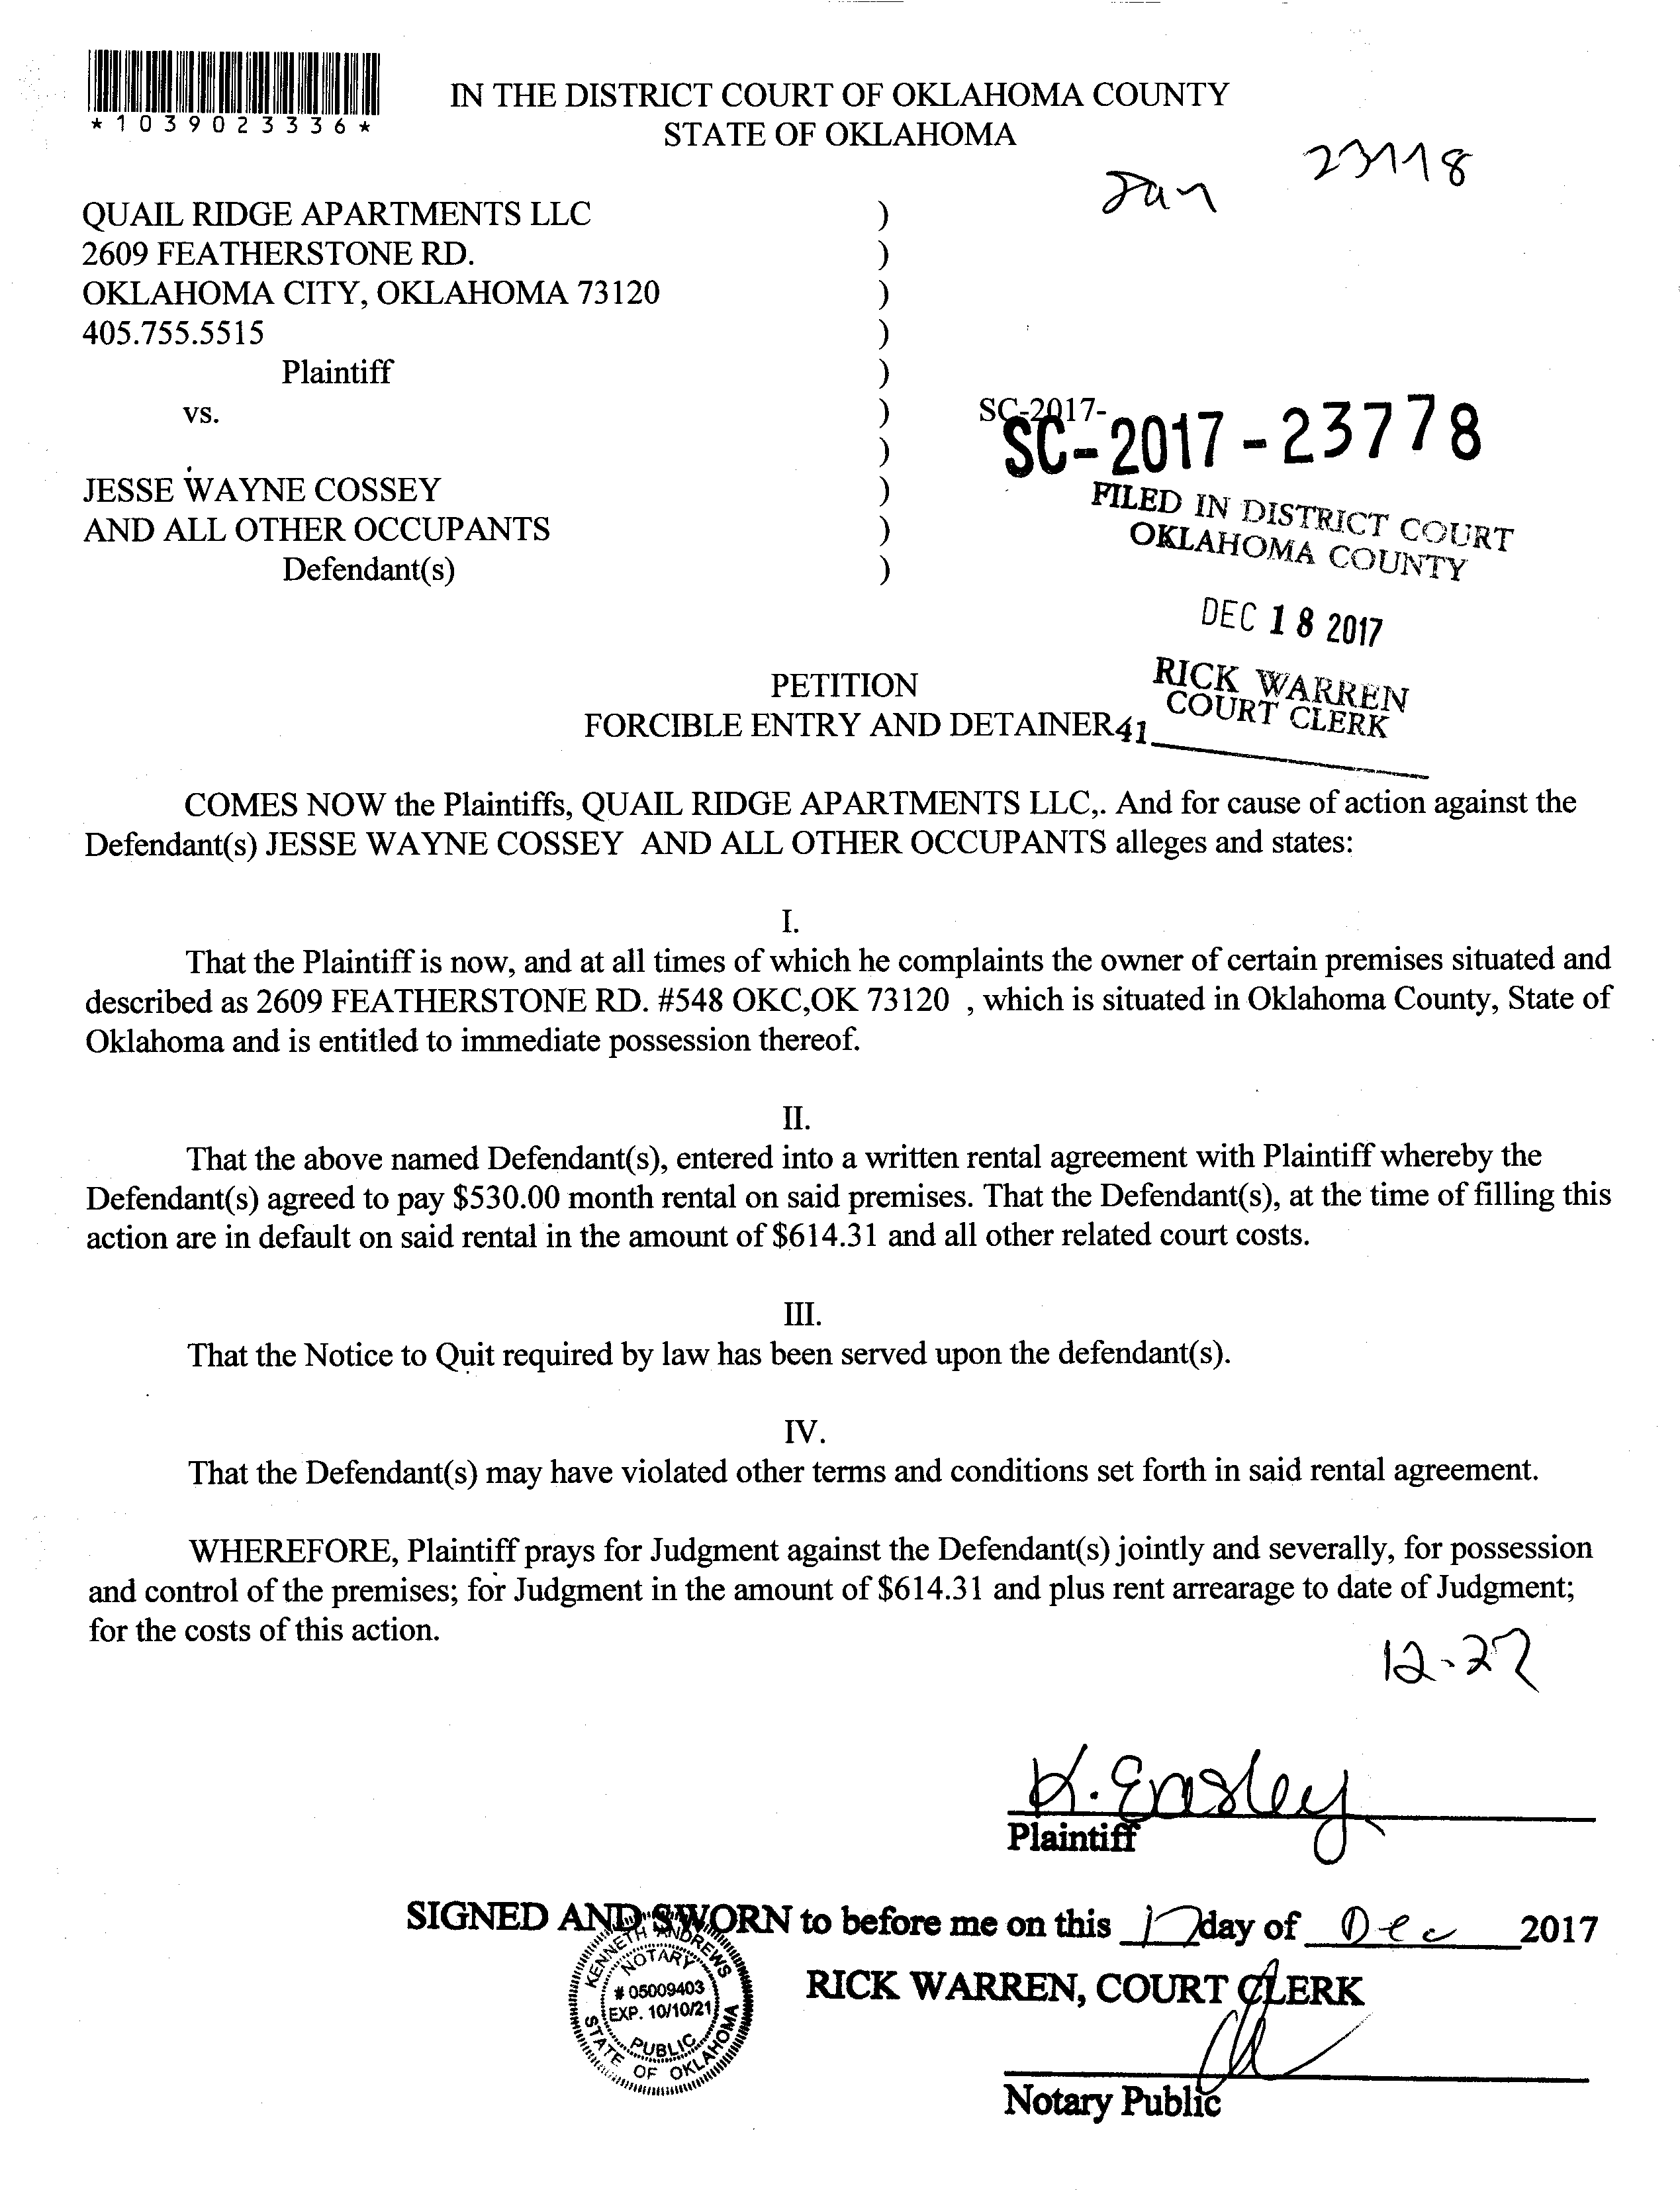 *1039023336*
IN THE DISTRICT COURT OF OKLAHOMA COUNTY
STATE OF OKLAHOMA
Jan
QUAIL RIDGE APARTMENTS LLC )
2609 FEATHERSTONE RD. )
OKLAHOMA CITY, OKLAHOMA 73120 )
405.755.5515 )
Plaintiff )
vs. ) SC-2017-
) SC-2017-23778
JESSE WAYNE COSSEY )
AND ALL OTHER OCCUPANTS )
Defendant(s) )
FILED IN DISTRICT COURT
OKLAHOMA COUNTY
DEC 18 2017
RICK WARREN
COURT CLERK
41
PETITION
FORCIBLE ENTRY AND DETAINER
COMES NOW the Plaintiffs, QUAIL RIDGE APARTMENTS LLC,. And for cause of action against the
Defendant(s) JESSE WAYNE COSSEY AND ALL OTHER OCCUPANTS alleges and states:
I.
That the Plaintiff is now, and at all times of which he complaints the owner of certain premises situated and
described as 2609 FEATHERSTONE RD. #548 OKC,OK 73120 , which is situated in Oklahoma County, State of
Oklahoma and is entitled to immediate possession thereof.
II.
That the above named Defendant(s), entered into a written rental agreement with Plaintiff whereby the
Defendant(s) agreed to pay $530.00 month rental on said premises. That the Defendant(s), at the time of filling this
action are in default on said rental in the amount of $614.31 and all other related court costs.
III.
That the Notice to Quit required by law has been served upon the defendant(s).
IV.
That the Defendant(s) may have violated other terms and conditions set forth in said rental agreement.
WHEREFORE, Plaintiff prays for Judgment against the Defendant(s) jointly and severally, for possession
and control of the premises; for Judgment in the amount of $614.31 and plus rent arrearage to date of Judgment;
for the costs of this action.
12-27
K. Ensley
Plaintiff
SIGNED AND SWORN to before me on this day of Dec 2017
RICK WARREN, COURT CLERK
KENNETH ANDREWS
NOTARY
# 05009403
EXP. 10/10/21
PUBLIC
STATE OF OKLAHOMA
Notary Public